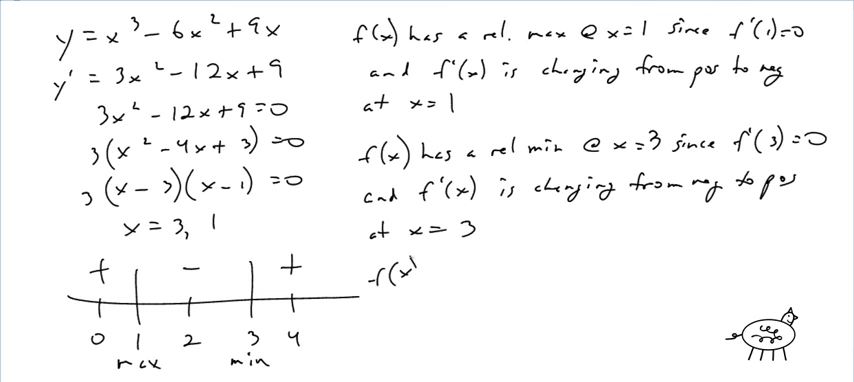 y = x³ - 6x² + 9x
y' = 3x² - 12x + 9
3x² - 12x + 9 = 0
3(x² - 4x + 3) = 0
3(x - 3)(x - 1) = 0
x = 3, 1
+ - +
0 1 2 3 4
max min
f(x) has a rel. max @ x=1 since f'(1)=0
and f'(x) is changing from pos to neg
at x=1
f(x) has a rel min @ x=3 since f'(3)=0
and f'(x) is changing from neg to pos
at x = 3
f(x)